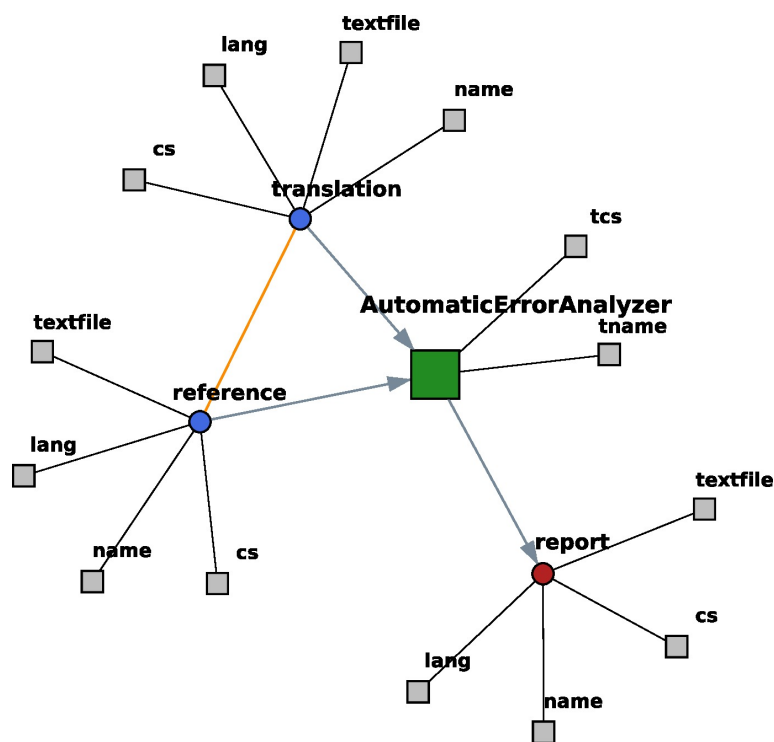 textfile
lang
name
cs
translation
tcs
AutomaticErrorAnalyzer
textfile
tname
reference
lang
textfile
name
cs
report
cs
lang
name